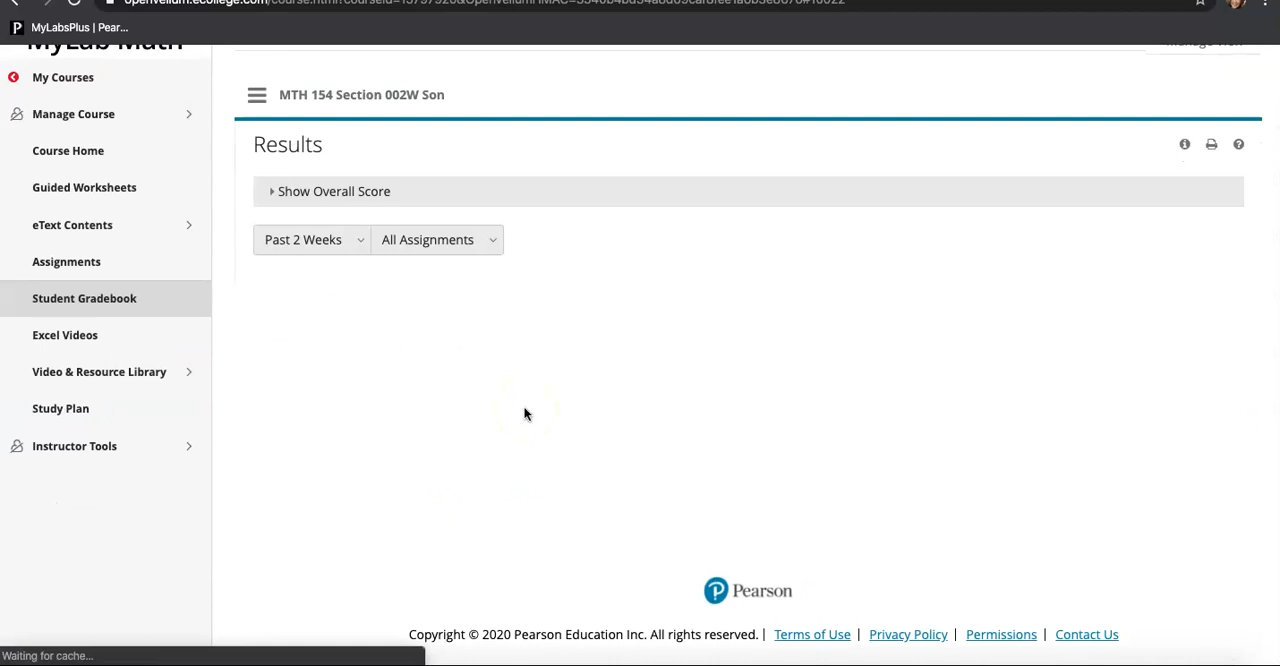 MyLabsPlus | Pear...
MyLab Math
My Courses
Manage Course
Course Home
Guided Worksheets
eText Contents
Assignments
Student Gradebook
Excel Videos
Video & Resource Library
Study Plan
Instructor Tools
MTH 154 Section 002W Son
Results
Show Overall Score
Past 2 Weeks
All Assignments
Pearson
Copyright © 2020 Pearson Education Inc. All rights reserved. | Terms of Use | Privacy Policy | Permissions | Contact Us
Waiting for cache...